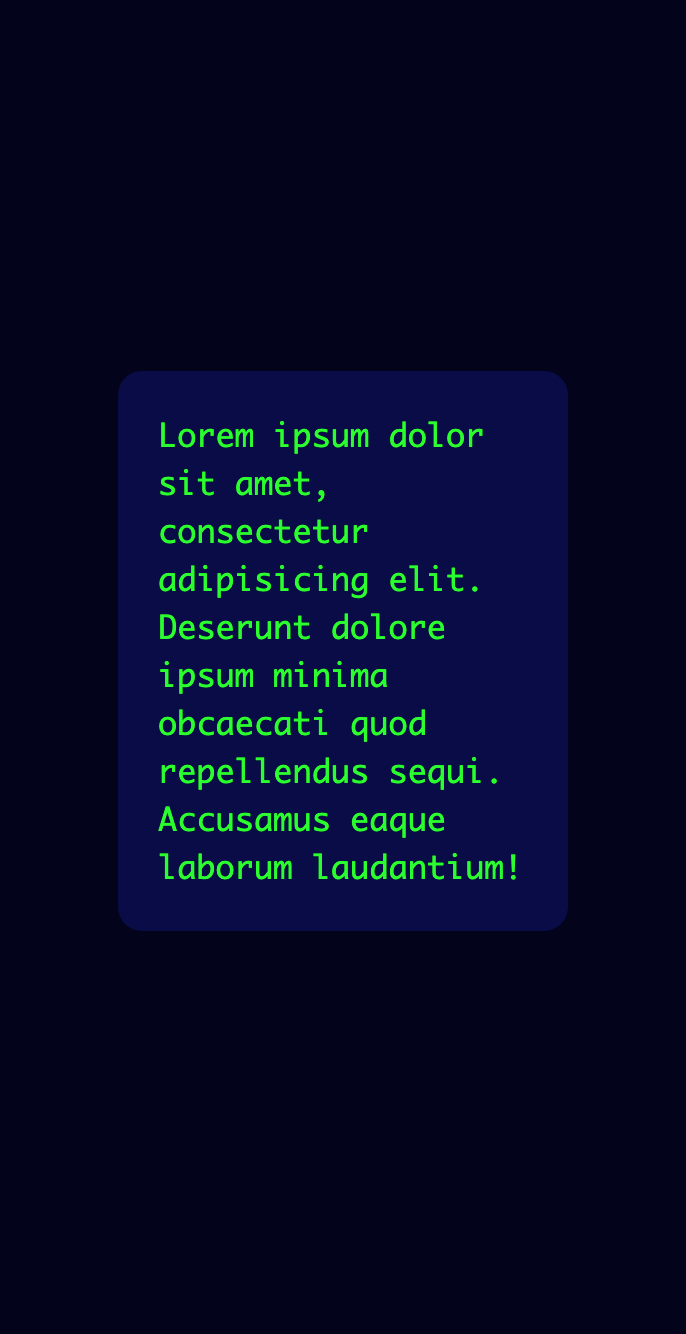 Lorem ipsum dolor
sit amet,
consectetur
adipisicing elit.
Deserunt dolore
ipsum minima
obcaecati quod
repellendus sequi.
Accusamus eaque
laborum laudantium!